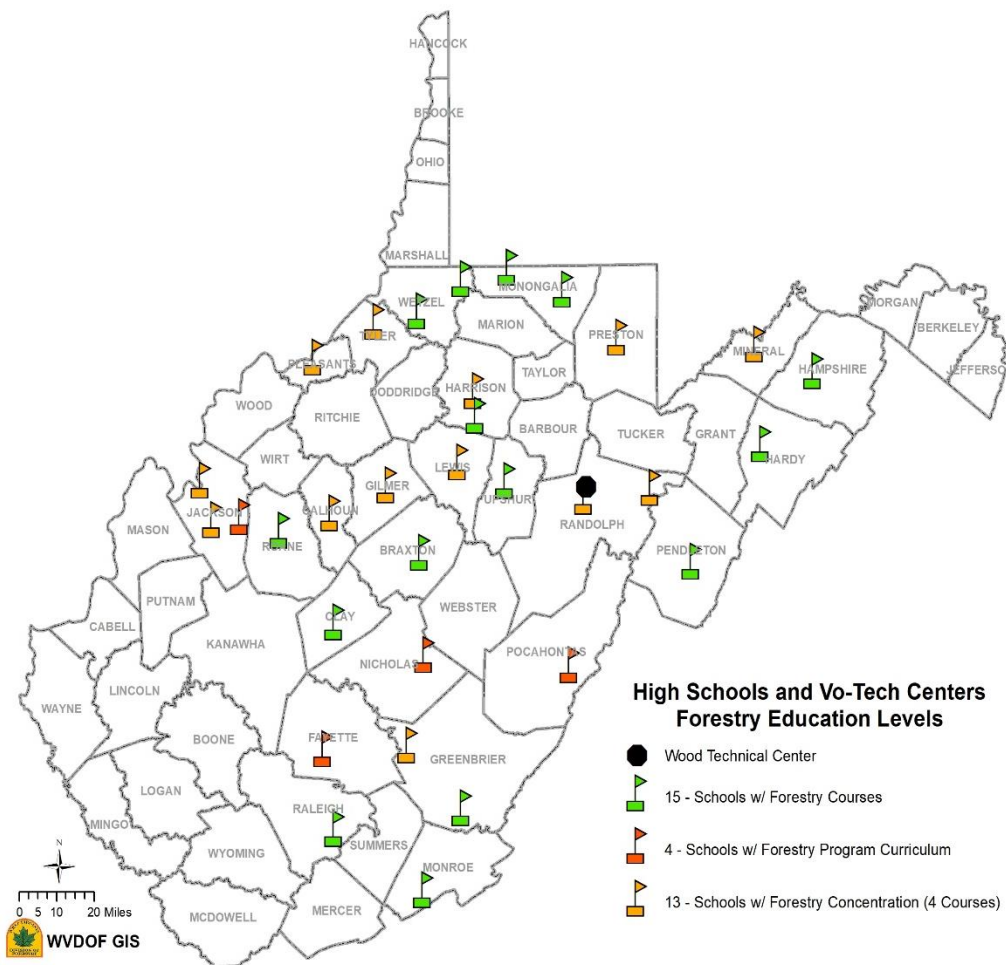 HANCOCK
BROOKE
OHIO
MARSHALL
WETZEL
MONONGALIA
MORGAN
BERKELEY
JEFFERSO
TYLER
MARION
PRESTON
MINERAL
HAMPSHIRE
PLEASANTS
TAYLOR
HARRISON
DODDRIDGE
WOOD
RITCHIE
BARBOUR
TUCKER
GRANT
HARDY
WIRT
LEWIS
GILMER
UPSHUR
RANDOLPH
JACKSON
CALHOUN
MASON
ROANE
BRAXTON
PENDLETON
PUTNAM
WEBSTER
CLAY
CABELL
KANAWHA
POCAHONTAS
NICHOLAS
LINCOLN
WAYNE
FAYETTE
BOONE
GREENBRIER
LOGAN
RALEIGH
MINGO
SUMMERS
WYOMING
MONROE
MCDOWELL
MERCER
High Schools and Vo-Tech Centers
Forestry Education Levels
Wood Technical Center
15 - Schools w/ Forestry Courses
4 - Schools w/ Forestry Program Curriculum
13 - Schools w/ Forestry Concentration (4 Courses)
N
0 5 10 20 Miles
WVDOF GIS